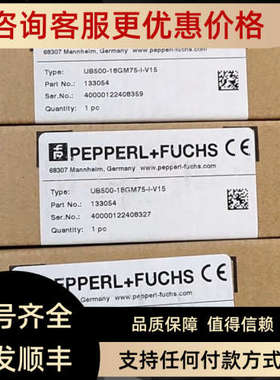 咨询客服更优惠价格
68307 Mannheim, Germany www.pepperl-fuchs.com
Type: UB500-18GM75-I-V15
Part No.: 133054
Ser.No.: 40000122408359
Quantity: 1 pc
PEPPERL+FUCHS CE
68307 Mannheim, Germany www.pepperl-fuchs.com
Type: UB500-18GM75-I-V15
Part No.: 133054
Ser.No.: 40000122408327
Quantity: 1 pc
PEPPERL+FUCHS CE
号齐全 品质保障 值得信赖
发顺丰 支持任何付款方式